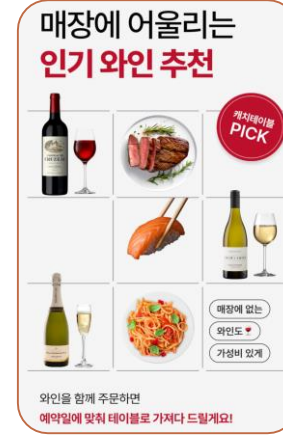 매장에 어울리는
인기 와인 추천
캐치테이블
PICK
매장에 없는
와인도🍷
가성비 있게
와인을 함께 주문하면
예약일에 맞춰 테이블로 가져다 드릴게요!